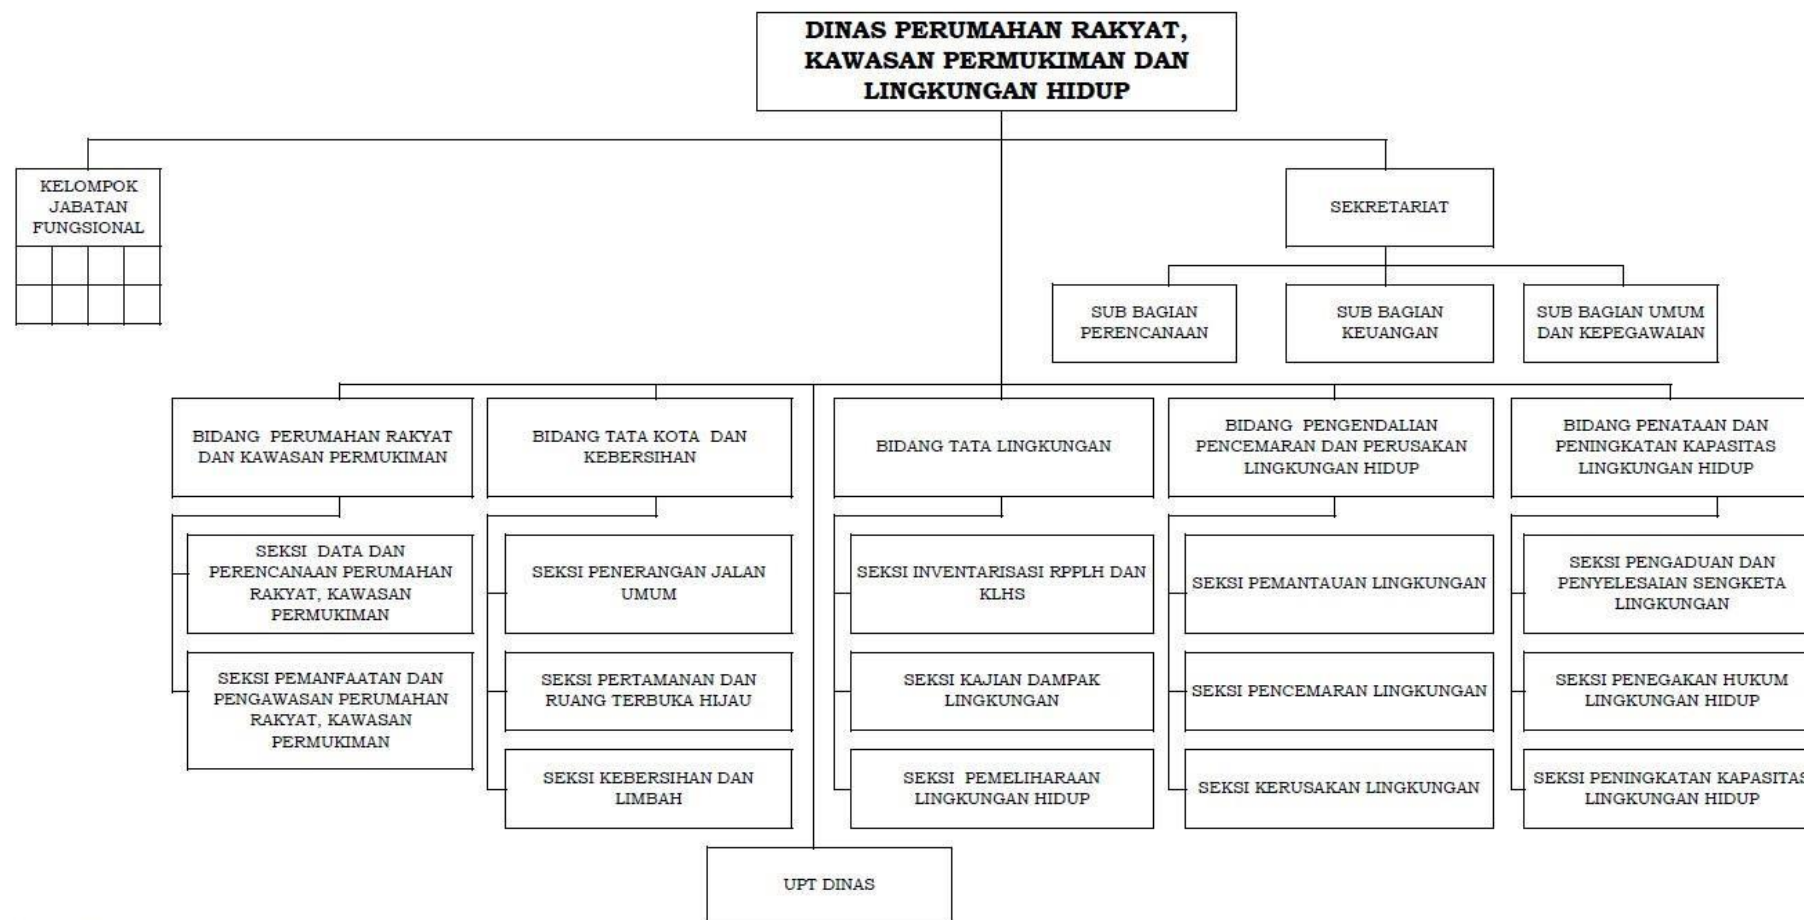 DINAS PERUMAHAN RAKYAT,
KAWASAN PERMUKIMAN DAN
LINGKUNGAN HIDUP
KELOMPOK
JABATAN
FUNGSIONAL
SEKRETARIAT
SUB BAGIAN
PERENCANAAN
SUB BAGIAN
KEUANGAN
SUB BAGIAN UMUM
DAN KEPEGAWAIAN
BIDANG PERUMAHAN RAKYAT
DAN KAWASAN PERMUKIMAN
BIDANG TATA KOTA DAN
KEBERSIHAN
BIDANG TATA LINGKUNGAN
BIDANG PENGENDALIAN
PENCEMARAN DAN PERUSAKAN
LINGKUNGAN HIDUP
BIDANG PENATAAN DAN
PENINGKATAN KAPASITAS
LINGKUNGAN HIDUP
SEKSI DATA DAN
PERENCANAAN PERUMAHAN
RAKYAT, KAWASAN
PERMUKIMAN
SEKSI PEMANFAATAN DAN
PENGAWASAN PERUMAHAN
RAKYAT, KAWASAN
PERMUKIMAN
SEKSI PENERANGAN JALAN
UMUM
SEKSI PERTAMANAN DAN
RUANG TERBUKA HIJAU
SEKSI KEBERSIHAN DAN
LIMBAH
SEKSI INVENTARISASI RPPLH DAN
KLHS
SEKSI KAJIAN DAMPAK
LINGKUNGAN
SEKSI PEMELIHARAAN
LINGKUNGAN HIDUP
SEKSI PEMANTAUAN LINGKUNGAN
SEKSI PENCEMARAN LINGKUNGAN
SEKSI KERUSAKAN LINGKUNGAN
SEKSI PENGADUAN DAN
PENYELESAIAN SENGKETA
LINGKUNGAN
SEKSI PENEGAKAN HUKUM
LINGKUNGAN HIDUP
SEKSI PENINGKATAN KAPASITAS
LINGKUNGAN HIDUP
UPT DINAS